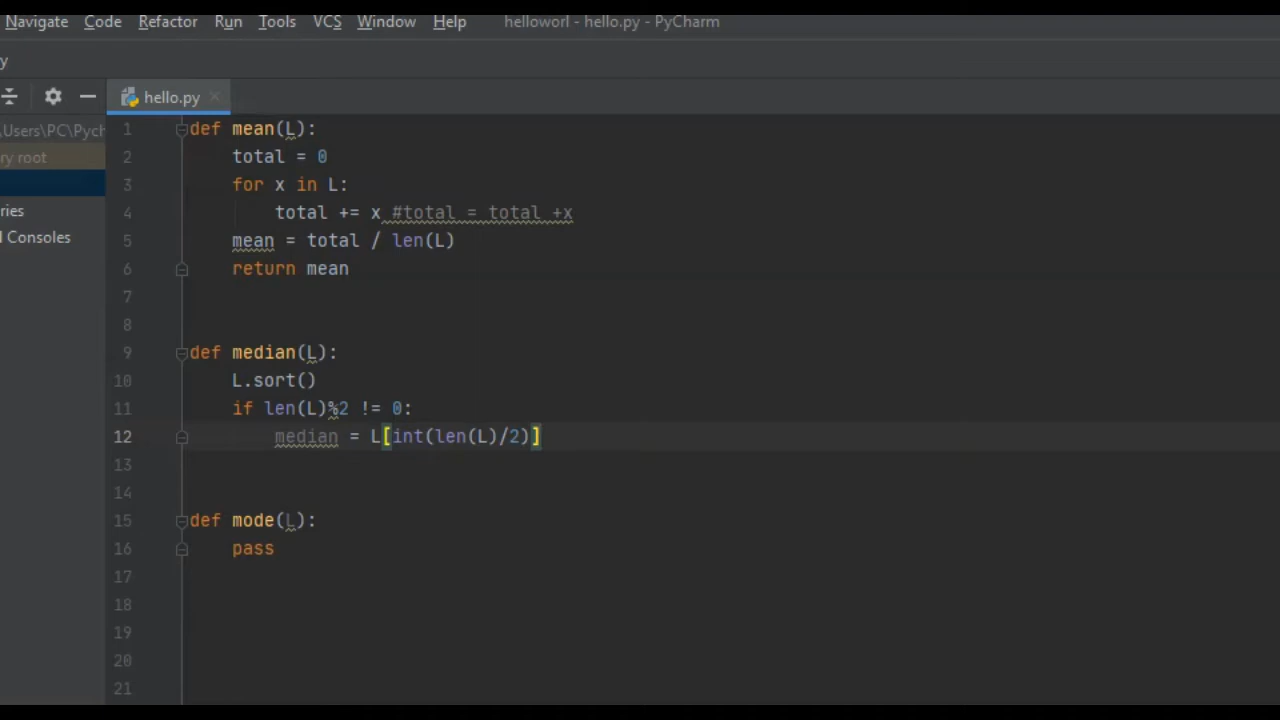 Navigate Code Refactor Run Tools VCS Window Help helloworl - hello.py - PyCharm
y
hello.py
\Users\PC\Pych
ry root
ries
Consoles
1 def mean(L):
2     total = 0
3     for x in L:
4         total += x #total = total +x
5     mean = total / len(L)
6     return mean
7
8
9 def median(L):
10     L.sort()
11     if len(L)%2 != 0:
12         median = L[int(len(L)/2)]
13
14
15 def mode(L):
16     pass
17
18
19
20
21